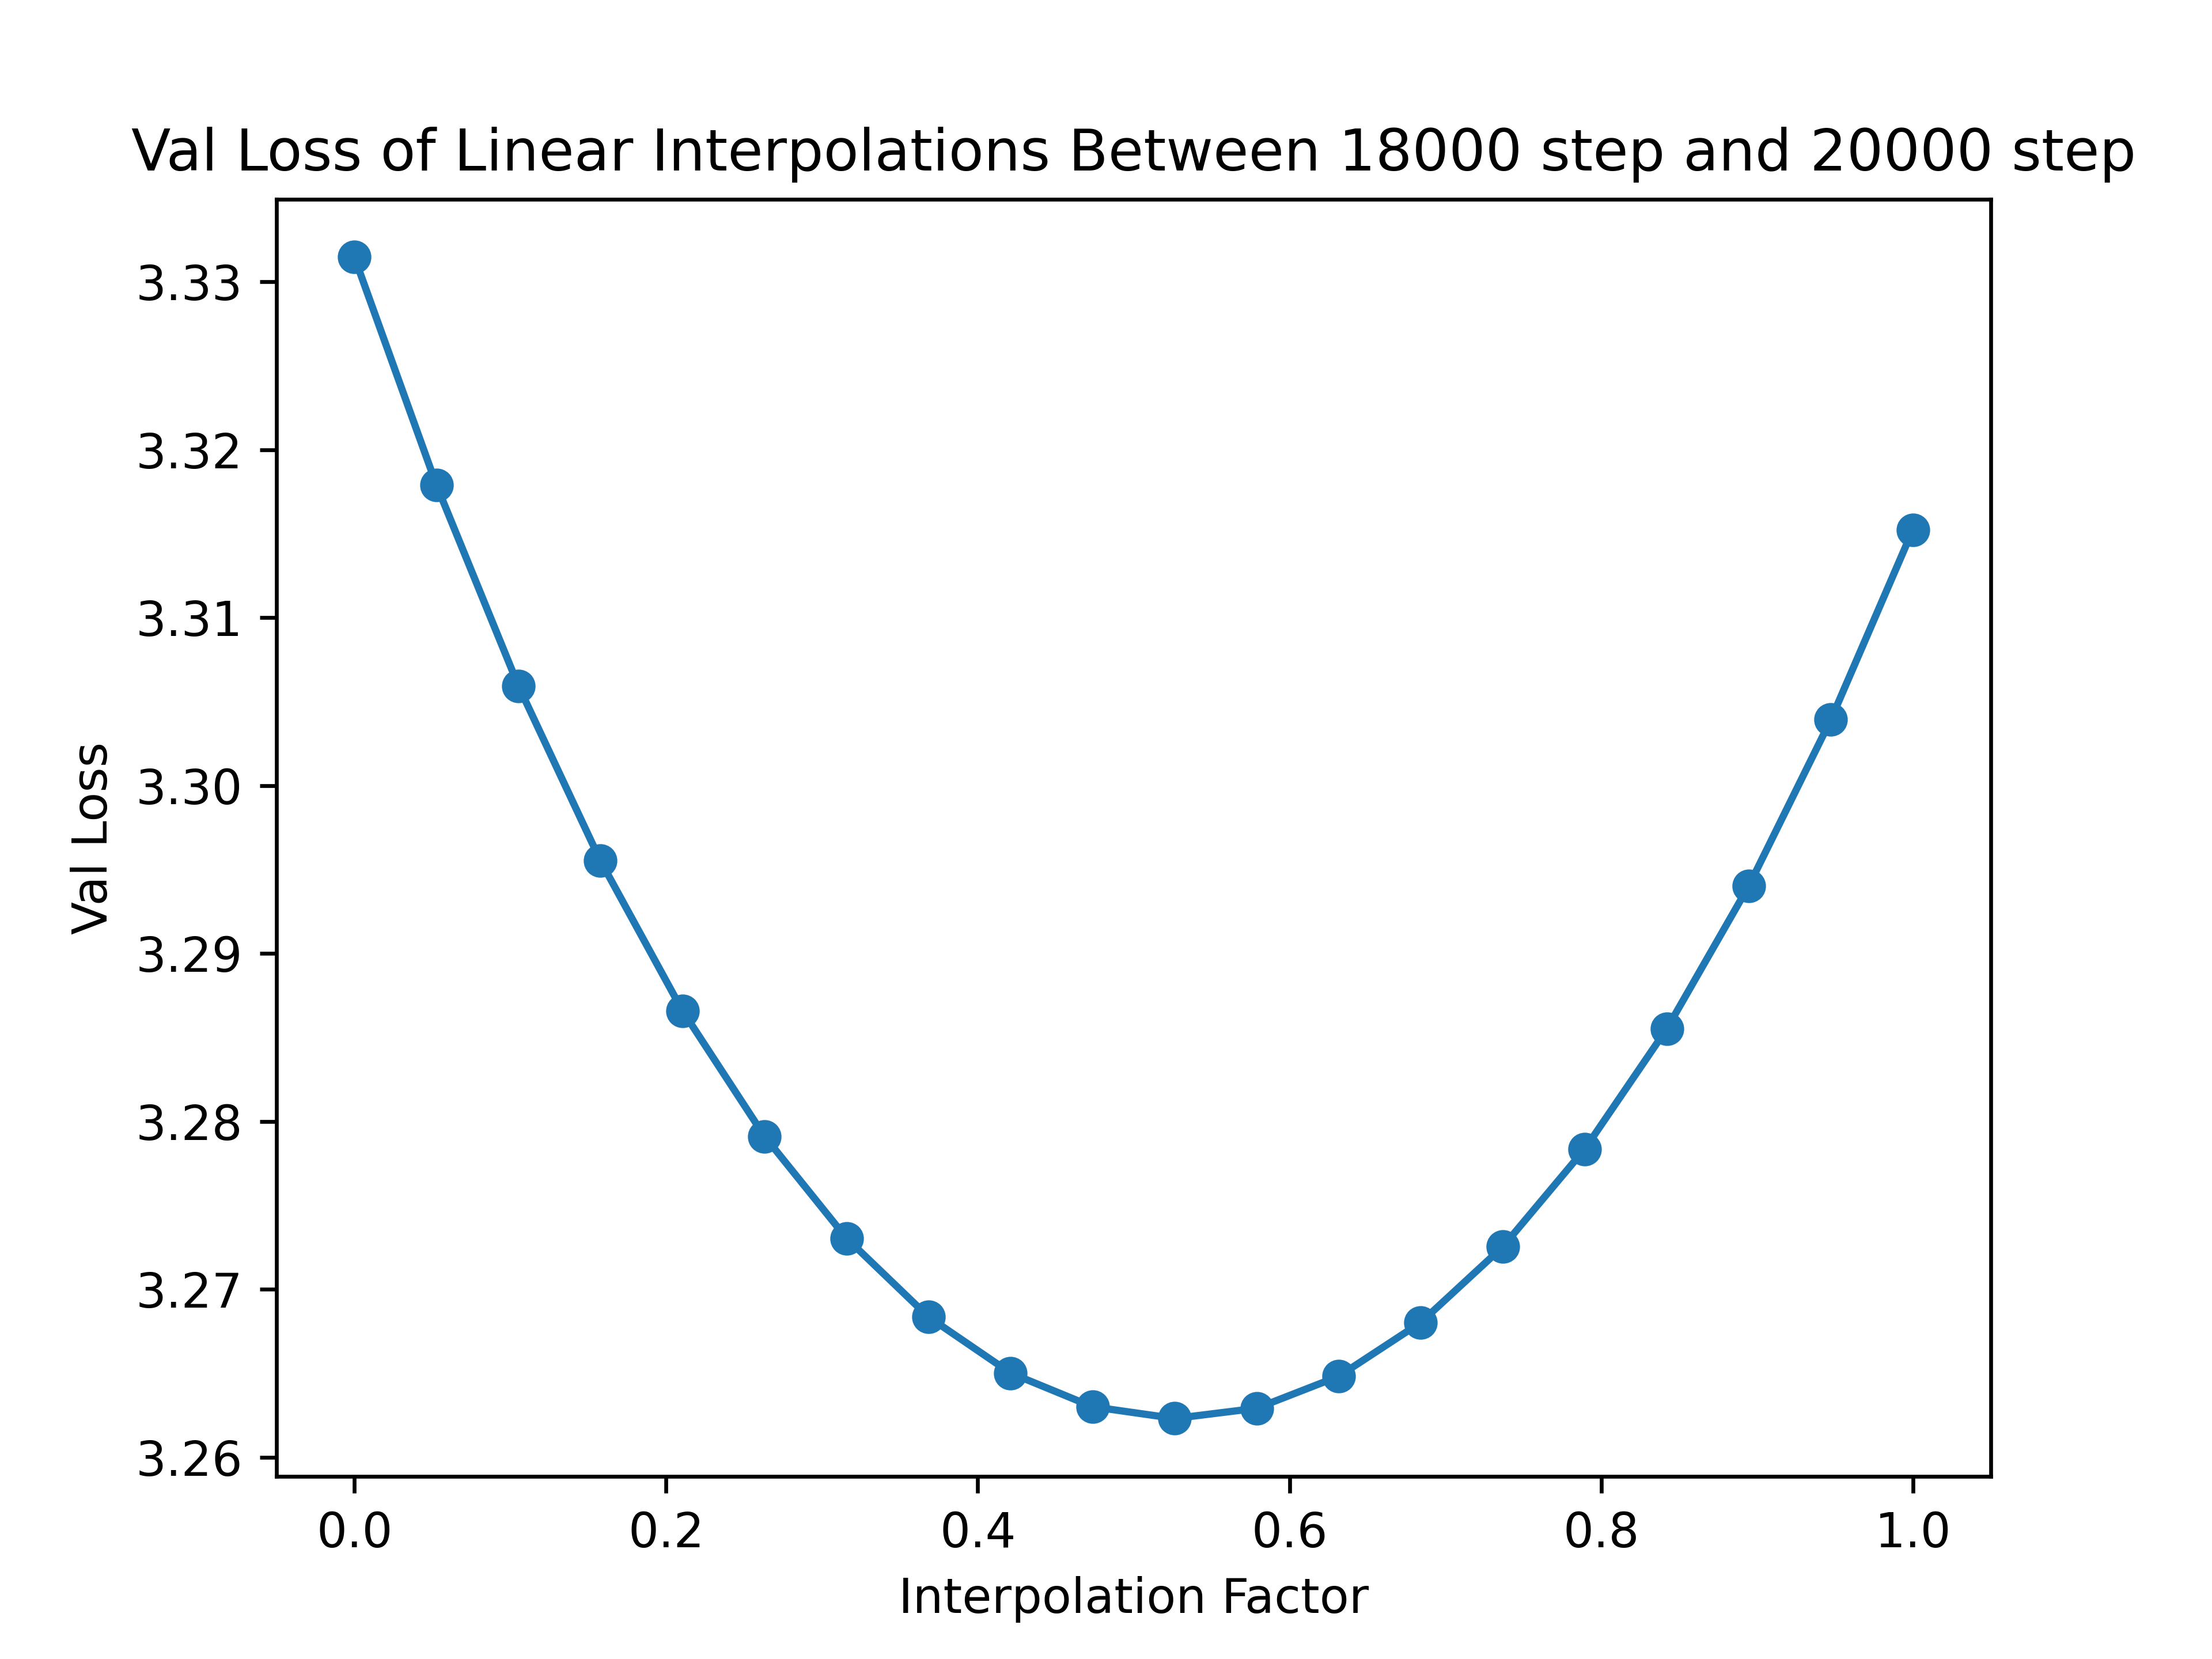 Val Loss of Linear Interpolations Between 18000 step and 20000 step
3.33
3.32
3.31
3.30
3.29
3.28
3.27
3.26
Val Loss
0.0 0.2 0.4 0.6 0.8 1.0
Interpolation Factor